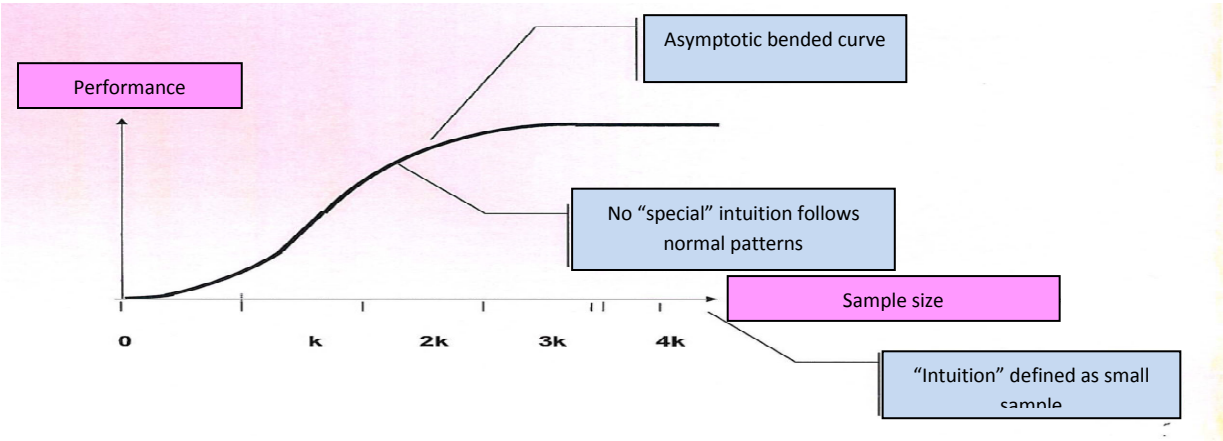 Asymptotic bended curve
Performance
No “special” intuition follows
normal patterns
Sample size
0 k 2k 3k 4k
“Intuition” defined as small
sample